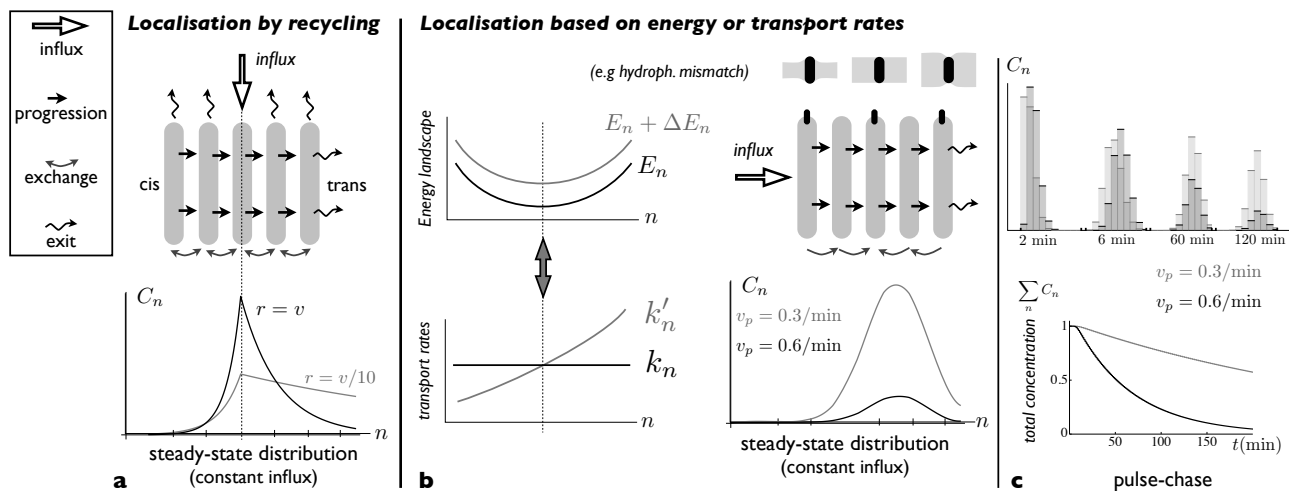 influx
progression
exchange
exit
Localisation by recycling
influx
cis
trans
C_n
r = v
r = v/10
n
steady-state distribution
(constant influx)
a
Localisation based on energy or transport rates
(e.g hydroph. mismatch)
Energy landscape
E_n + ΔE_n
E_n
n
transport rates
k'_n
k_n
n
influx
C_n
v_p = 0.3/min
v_p = 0.6/min
n
steady-state distribution
(constant influx)
b
C_n
2 min
6 min
60 min
120 min
v_p = 0.3/min
v_p = 0.6/min
∑_n C_n
total concentration
1
0.5
50
100
150
t(min)
pulse-chase
c